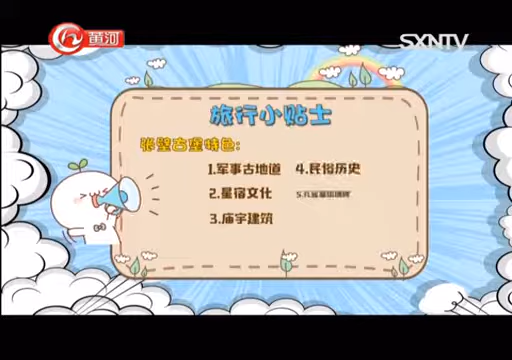 黄河
SXNTV
旅行小贴士
张壁古堡特色:
1.军事古地道
2.星宿文化
3.庙宇建筑
4.民俗历史